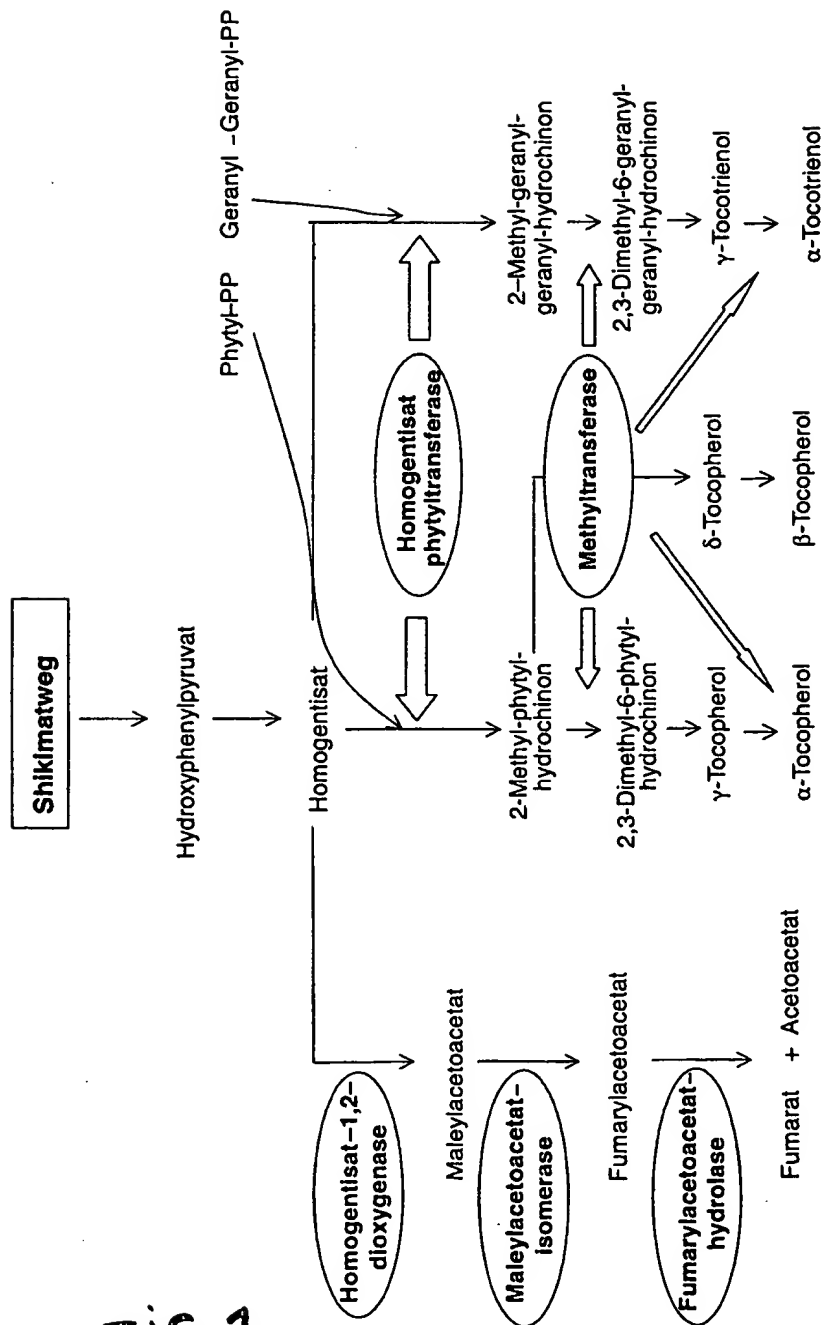 Shikimatweg
Hydroxyphenylpyruvat
Phytyl-PP
Geranyl -Geranyl-PP
Homogentisat
Homogentisat-1,2-
dioxygenase
Homogentisat
phytyltransferase
Maleylacetoacetat
2-Methyl-phytyl-
hydrochinon
2-Methyl-geranyl-
geranyl-hydrochinon
Maleylacetoacetat-
isomerase
Methyltransferase
Fumarylacetoacetat
2,3-Dimethyl-6-phytyl-
hydrochinon
2,3-Dimethyl-6-geranyl-
geranyl-hydrochinon
Fumarylacetoacetat-
hydrolase
γ-Tocopherol
δ-Tocopherol
γ-Tocotrienol
Fumarat + Acetoacetat
α-Tocopherol
β-Tocopherol
α-Tocotrienol
Fig. 1